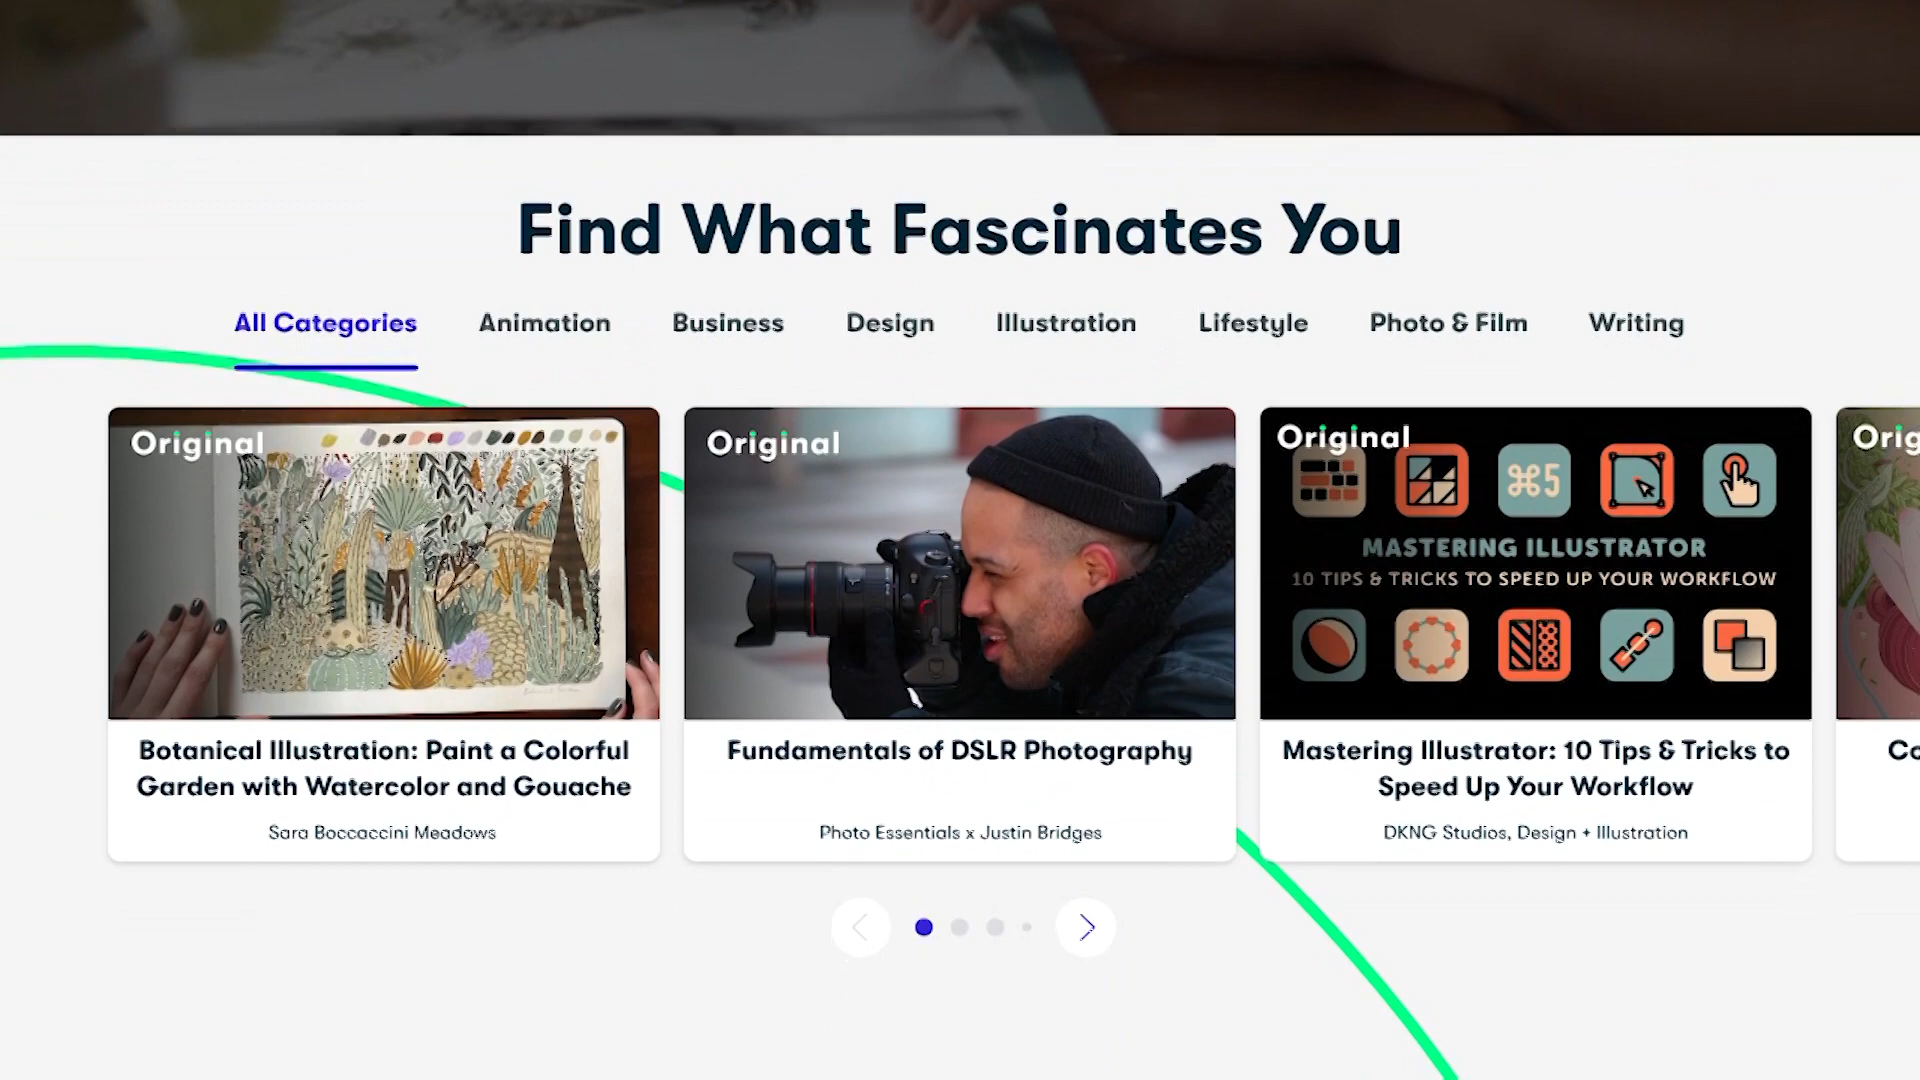 Find What Fascinates You
All Categories Animation Business Design Illustration Lifestyle Photo & Film Writing
Original
Botanical Illustration: Paint a Colorful
Garden with Watercolor and Gouache
Sara Boccaccini Meadows
Original
Fundamentals of DSLR Photography
Photo Essentials x Justin Bridges
Original
⌘5
MASTERING ILLUSTRATOR
10 TIPS & TRICKS TO SPEED UP YOUR WORKFLOW
Mastering Illustrator: 10 Tips & Tricks to
Speed Up Your Workflow
DKNG Studios, Design + Illustration